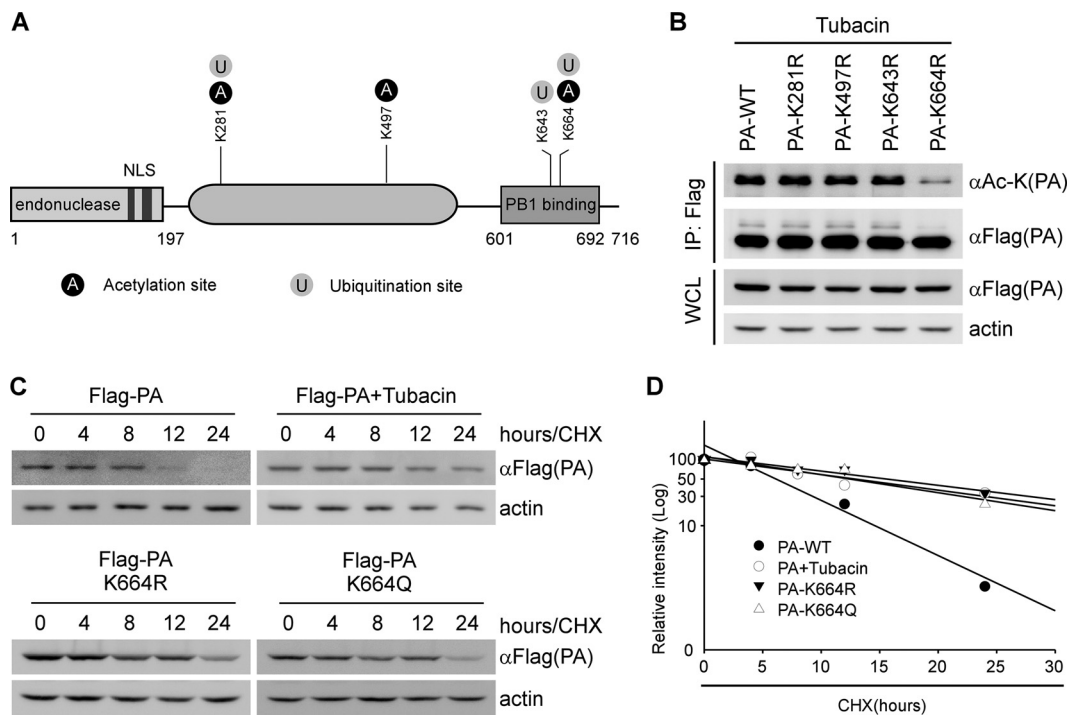 A
U
A
K281
A
K497
U
K643
U
A
K664
NLS
endonuclease
PB1 binding
1 197 601 692 716
A Acetylation site
U Ubiquitination site
B
Tubacin
PA-WT
PA-K281R
PA-K497R
PA-K643R
PA-K664R
IP: Flag
αAc-K(PA)
αFlag(PA)
WCL
αFlag(PA)
actin
C
Flag-PA
0 4 8 12 24
Flag-PA+Tubacin
0 4 8 12 24 hours/CHX
αFlag(PA)
actin
Flag-PA
K664R
0 4 8 12 24
Flag-PA
K664Q
0 4 8 12 24 hours/CHX
αFlag(PA)
actin
D
Relative intensity (Log)
100
50
30
10
0
PA-WT
PA+Tubacin
PA-K664R
PA-K664Q
0 5 10 15 20 25 30
CHX(hours)